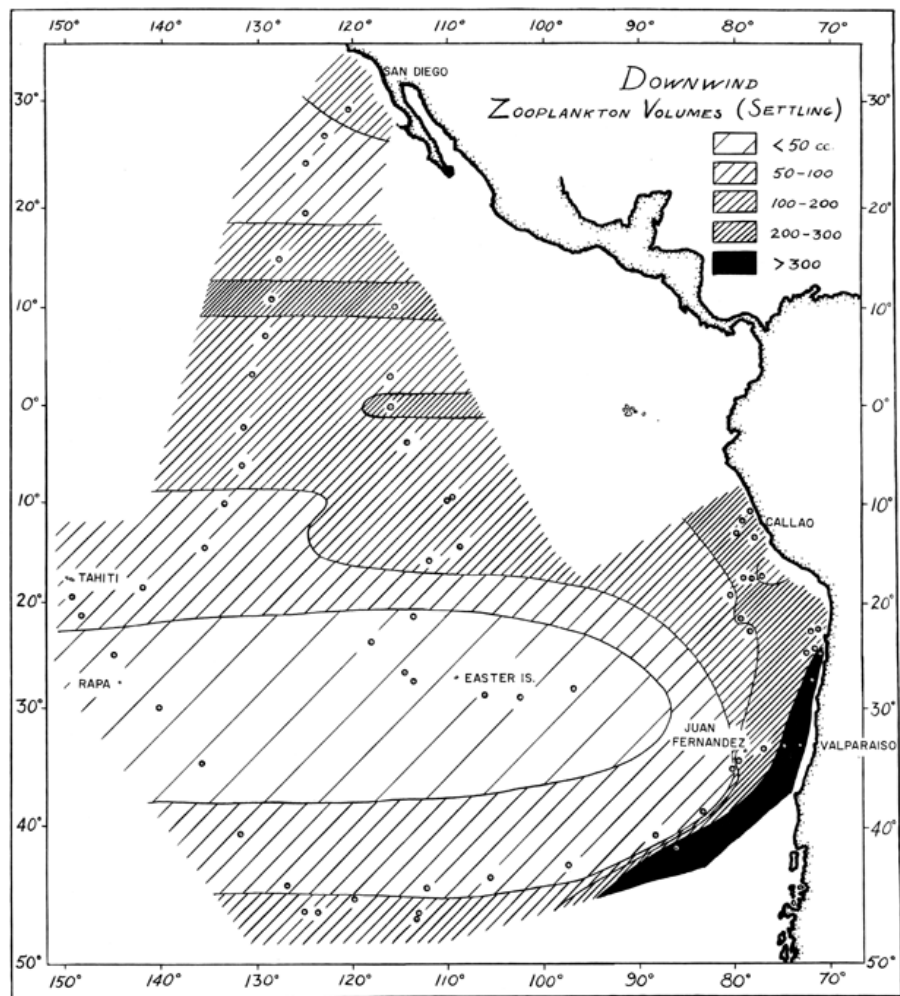 150° 140° 130° 120° 110° 100° 90° 80° 70°
SAN DIEGO
DOWNWIND
ZOOPLANKTON VOLUMES (SETTLING)
< 50 cc.
50-100
100-200
200-300
> 300
30° 30°
20° 20°
10° 10°
0° 0°
10° 10°
CALLAO
TAHITI
20° 20°
RAPA
EASTER IS.
30° 30°
JUAN
FERNANDEZ
VALPARAISO
40° 40°
50° 50°
150° 140° 130° 120° 110° 100° 90° 80° 70°